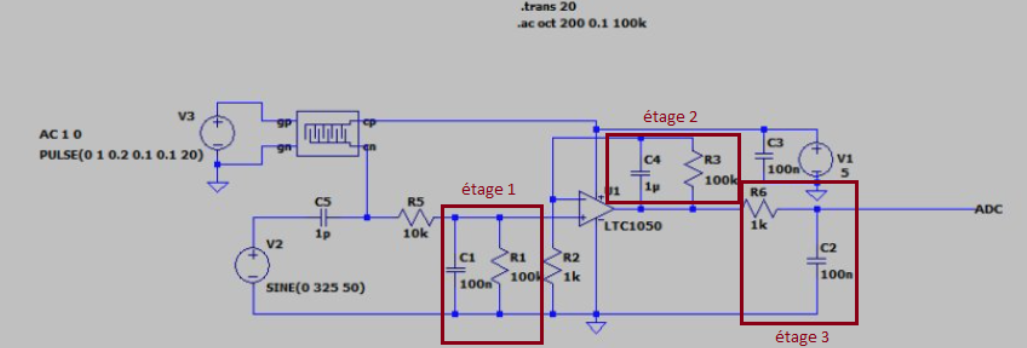 .trans 20
.ac oct 200 0.1 100k
étage 2
V3
gp
cp
AC 1 0
gn
cn
PULSE(0 1 0.2 0.1 0.1 20)
C3
100n
V1
5
C4
1µ
R3
100k
étage 1
U1
LTC1050
C5
1p
R5
10k
R6
1k
ADC
V2
SINE(0 325 50)
C1
100n
R1
100k
R2
1k
C2
100n
étage 3